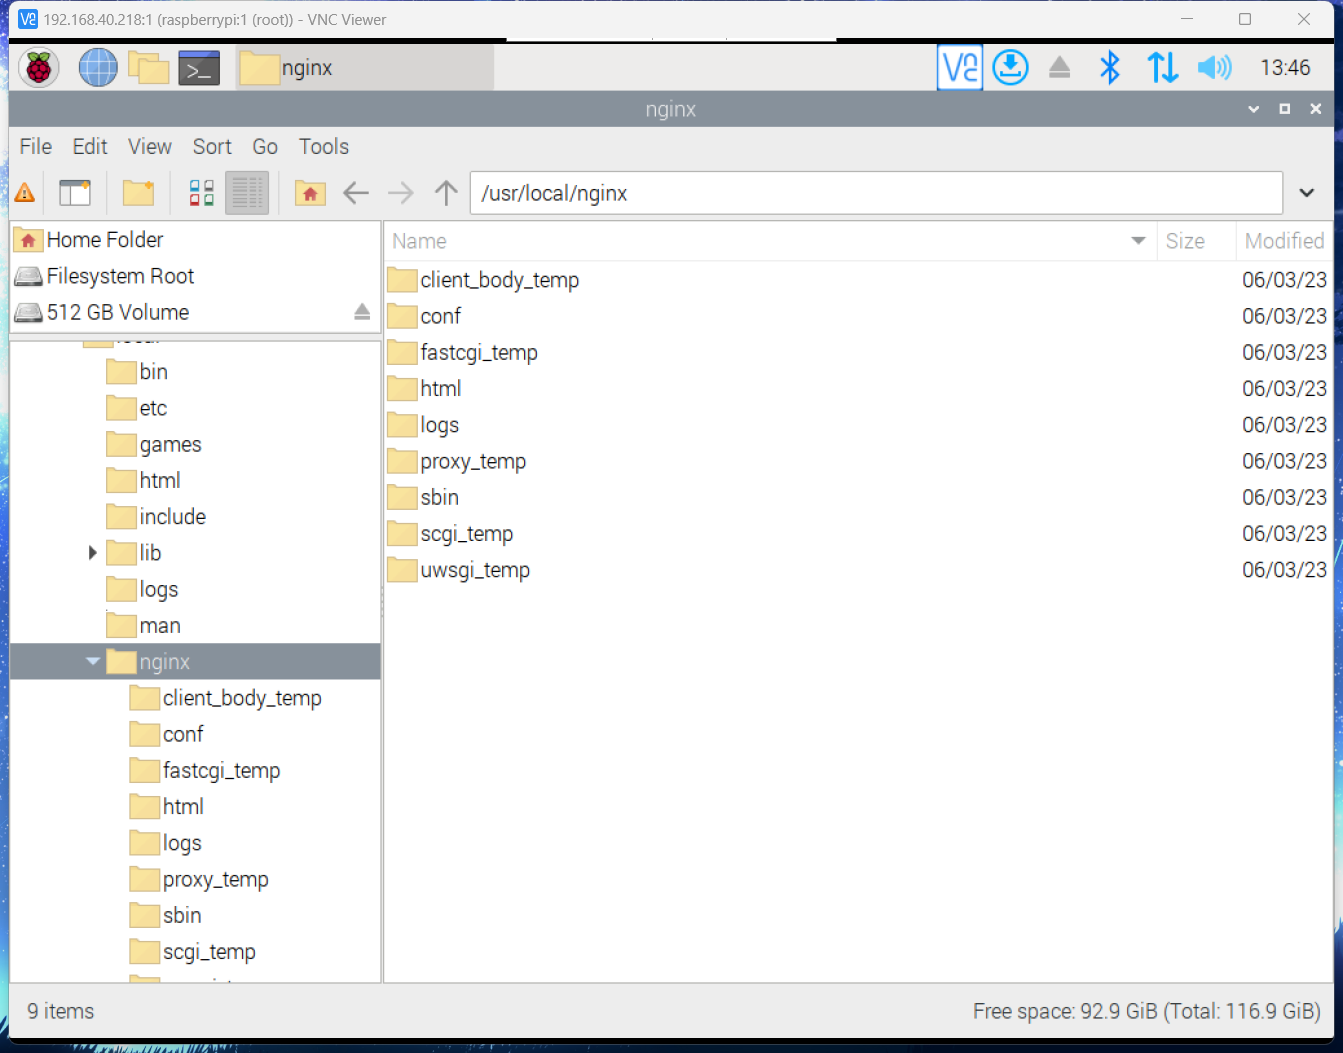 192.168.40.218:1 (raspberrypi:1 (root)) - VNC Viewer
nginx
13:46
nginx
File Edit View Sort Go Tools
/usr/local/nginx
Home Folder
Filesystem Root
512 GB Volume
bin
etc
games
html
include
lib
logs
man
nginx
client_body_temp
conf
fastcgi_temp
html
logs
proxy_temp
sbin
scgi_temp
Name Size Modified
client_body_temp 06/03/23
conf 06/03/23
fastcgi_temp 06/03/23
html 06/03/23
logs 06/03/23
proxy_temp 06/03/23
sbin 06/03/23
scgi_temp 06/03/23
uwsgi_temp 06/03/23
9 items
Free space: 92.9 GiB (Total: 116.9 GiB)